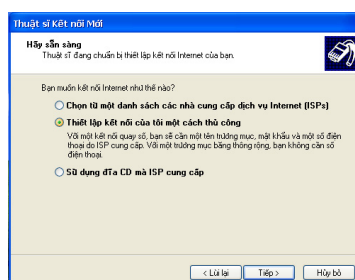 Thuật sĩ Kết nối Mới
Hãy sẵn sàng
Thuật sĩ đang chuẩn bị thiết lập kết nối Internet của bạn.
Bạn muốn kết nối Internet như thế nào?
Chọn từ một danh sách các nhà cung cấp dịch vụ Internet (ISPs)
Thiết lập kết nối của tôi một cách thủ công
Với một kết nối quay số, bạn sẽ cần một tên trương mục, mật khẩu và một số điện
thoại do ISP cung cấp. Với một trương mục băng thông rộng, bạn không cần số
điện thoại.
Sử dụng đĩa CD mà ISP cung cấp
< Lùi lại Tiếp > Hủy bỏ